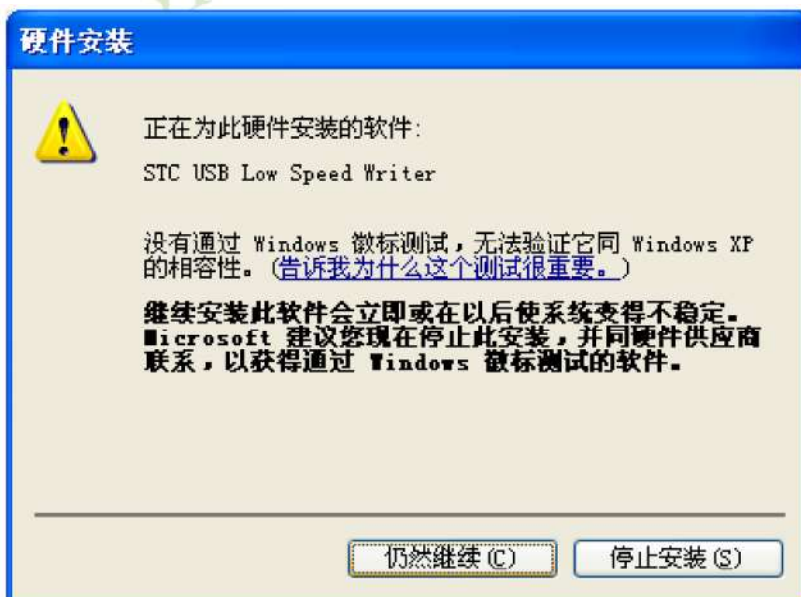 硬件安装
正在为此硬件安装的软件:
STC USB Low Speed Writer
没有通过 Windows 徽标测试，无法验证它同 Windows XP
的相容性。(告诉我为什么这个测试很重要。)
继续安装此软件会立即或在以后使系统变得不稳定。
Microsoft 建议您现在停止此安装，并同硬件供应商
联系，以获得通过 Windows 徽标测试的软件。
仍然继续(C)
停止安装(S)